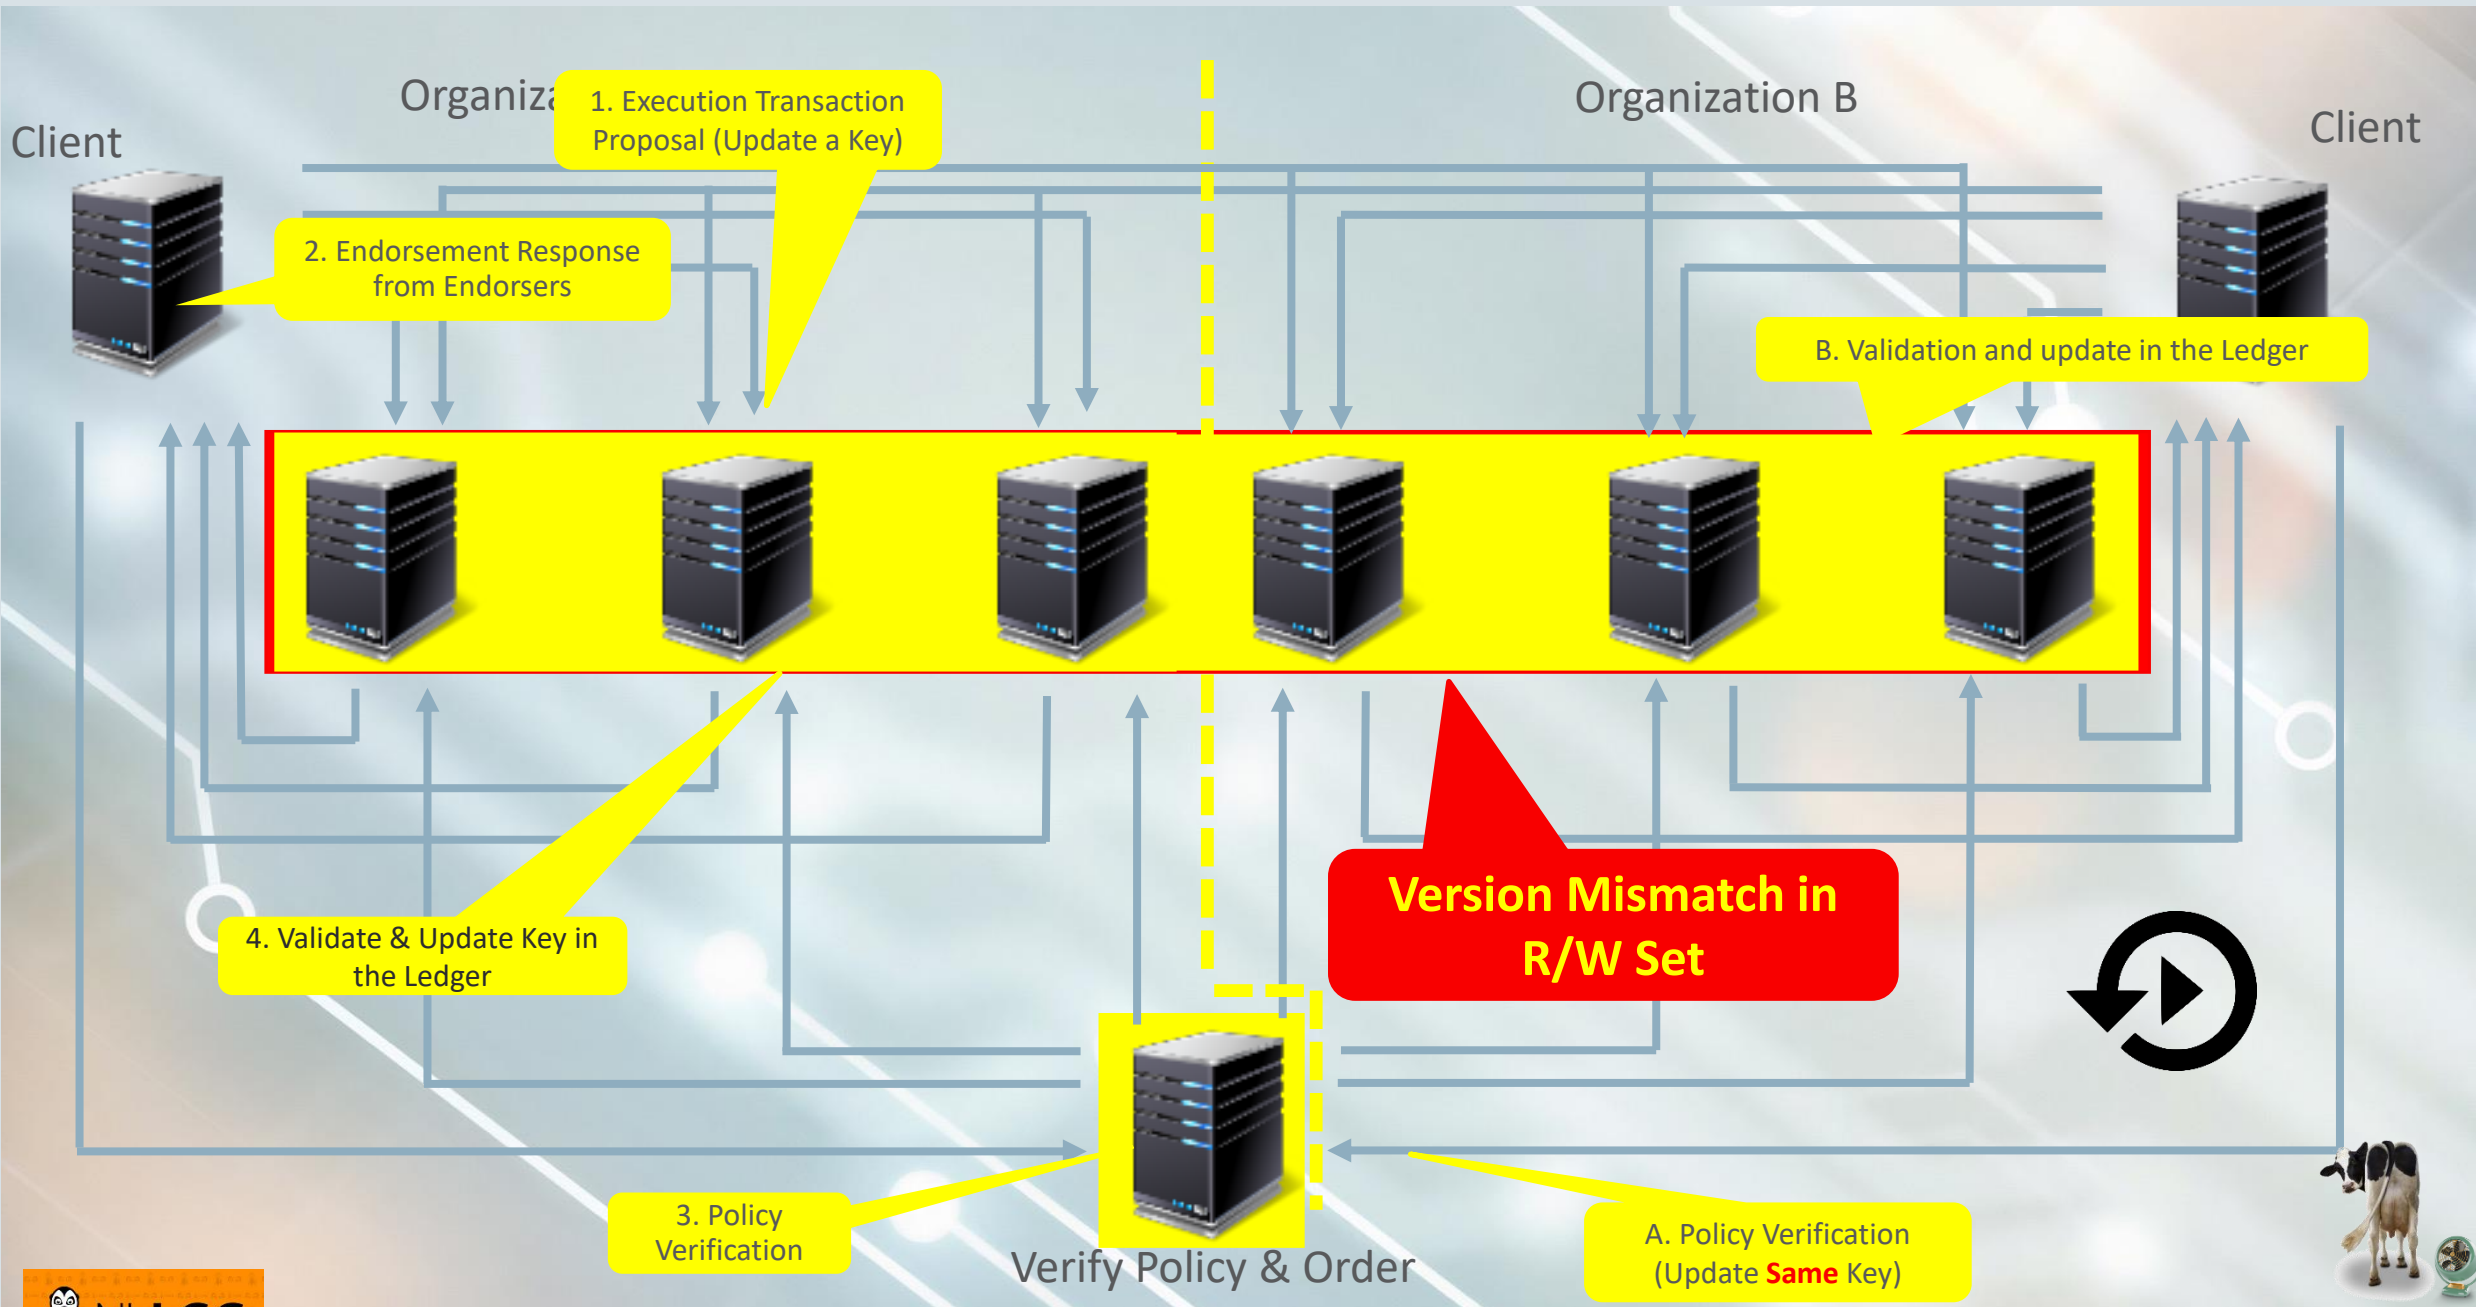 Client
Organiz
1. Execution Transaction
Proposal (Update a Key)
Organization B
Client
2. Endorsement Response
from Endorsers
B. Validation and update in the Ledger
Version Mismatch in
R/W Set
4. Validate & Update Key in
the Ledger
3. Policy
Verification
Verify Policy & Order
A. Policy Verification
(Update Same Key)